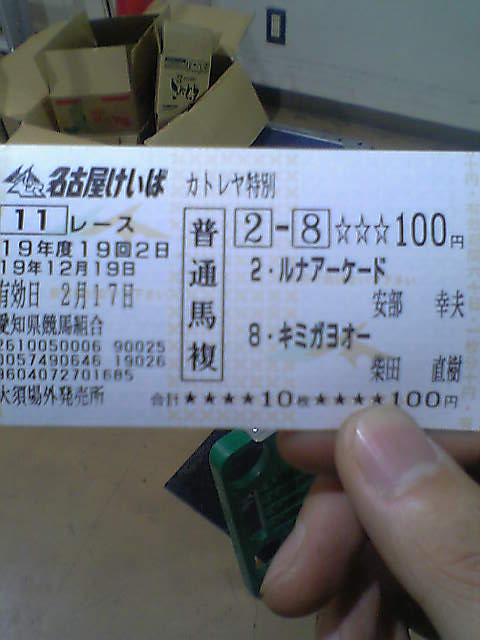 名古屋けいば カトレヤ特別
11 レース
19年度19回2日
19年12月19日
有効日 2月17日
愛知県競馬組合
2610050006 90025
0057490646 19026
9604072701685
大須場外発売所
普通馬複
2-8☆☆☆100円
2・ルナアーケード
安部 幸夫
8・キミガヨオー
柴田 直樹
合計★★★★10枚★★★★100円